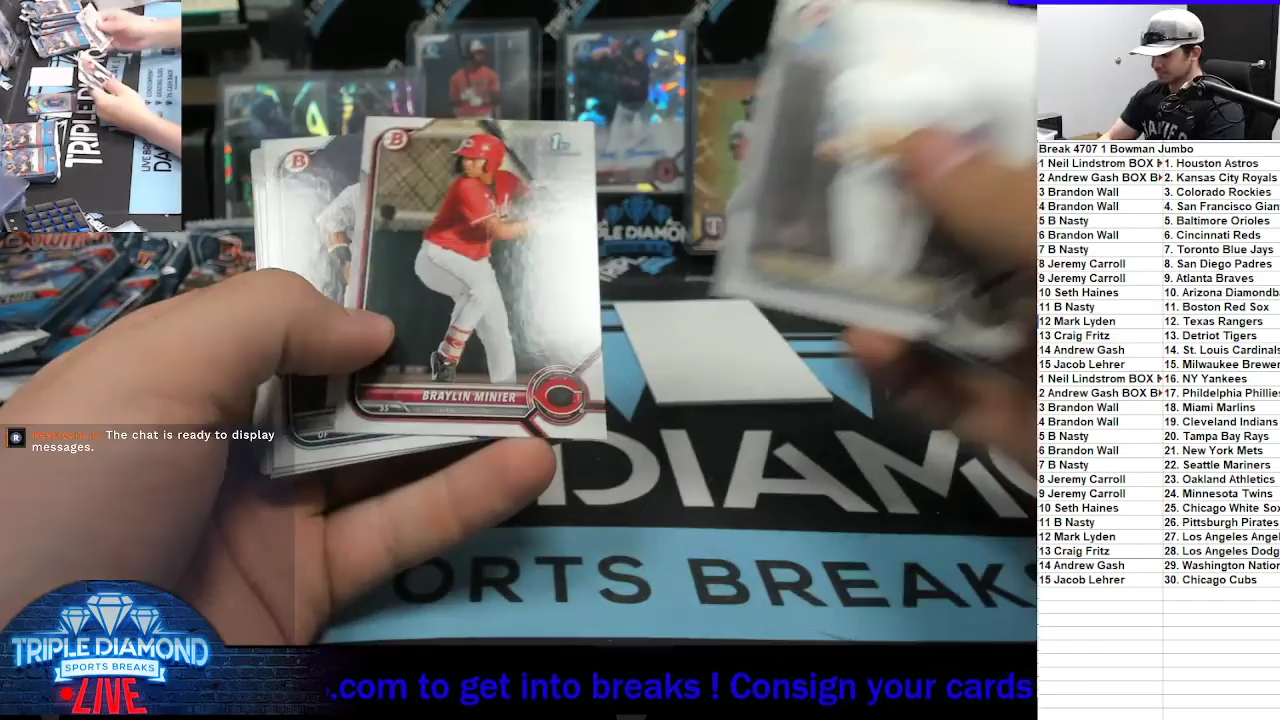 Break 4707 1 Bowman Jumbo
1 Neil Lindstrom BOX 1. Houston Astros
2 Andrew Gash BOX 2. Kansas City Royals
3 Brandon Wall 3. Colorado Rockies
4 Brandon Wall 4. San Francisco Gian
5 B Nasty 5. Baltimore Orioles
6 Brandon Wall 6. Cincinnati Reds
7 B Nasty 7. Toronto Blue Jays
8 Jeremy Carroll 8. San Diego Padres
9 Jeremy Carroll 9. Atlanta Braves
10 Seth Haines 10. Arizona Diamondb
11 B Nasty 11. Boston Red Sox
12 Mark Lyden 12. Texas Rangers
13 Craig Fritz 13. Detriot Tigers
14 Andrew Gash 14. St. Louis Cardinals
15 Jacob Lehrer 15. Milwaukee Brewer
1 Neil Lindstrom BOX 16. NY Yankees
2 Andrew Gash BOX 17. Phildelphia Phillie
3 Brandon Wall 18. Miami Marlins
4 Brandon Wall 19. Cleveland Indians
5 B Nasty 20. Tampa Bay Rays
6 Brandon Wall 21. New York Mets
7 B Nasty 22. Seattle Mariners
8 Jeremy Carroll 23. Oakland Athletics
9 Jeremy Carroll 24. Minnesota Twins
10 Seth Haines 25. Chicago White So
11 B Nasty 26. Pittsburgh Pirates
12 Mark Lyden 27. Los Angeles Angel
13 Craig Fritz 28. Los Angeles Dodg
14 Andrew Gash 29. Washington Nation
15 Jacob Lehrer 30. Chicago Cubs
B
B
1st
BRAYLIN MINIER
SS
OF
TRIPLE DIAMON
DIAM
ORTS BREAKS
R
The chat is ready to display
messages.
TRIPLE DIAMOND
SPORTS BREAKS
LIVE
.com to get into breaks ! Consign your cards